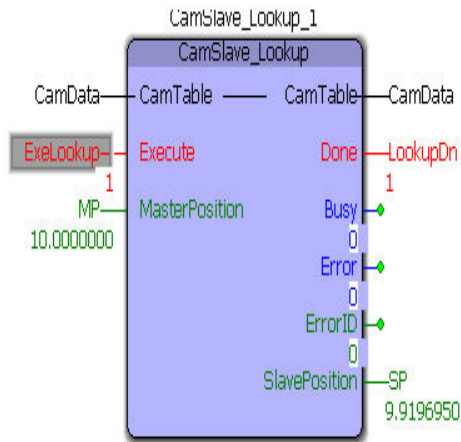 CamSlave_Lookup_1
CamSlave_Lookup
CamData CamTable CamTable CamData
ExeLookup Execute Done LookupDn
1 1
MP MasterPosition Busy
10.0000000 0
Error
0
ErrorID
0
SlavePosition SP
9.9196950